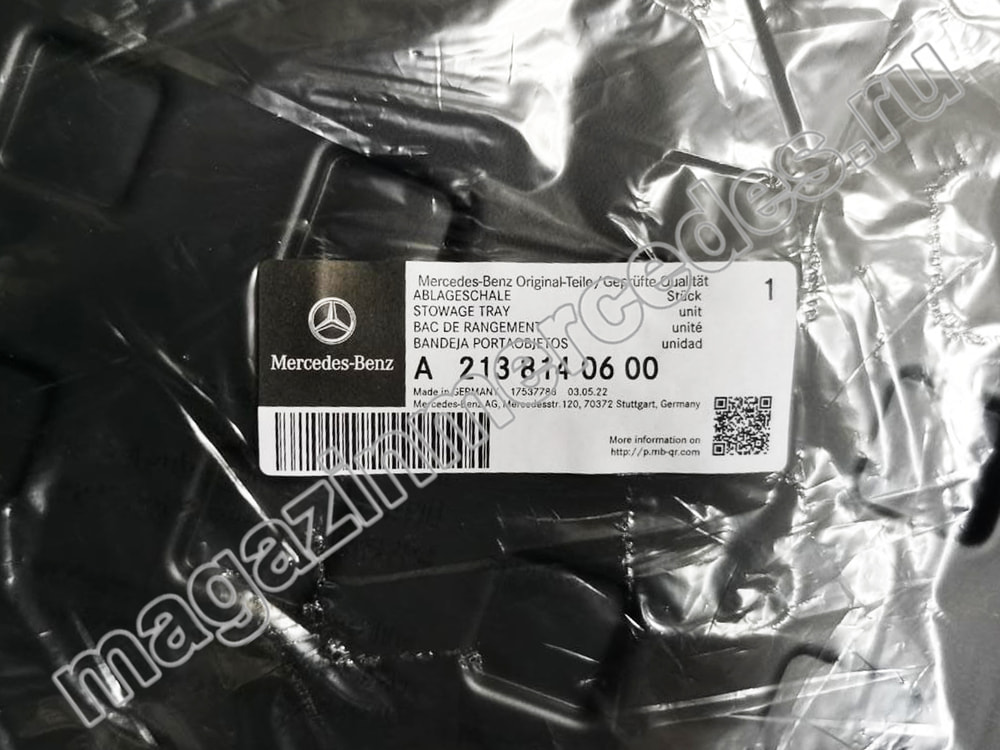 Mercedes-Benz Original-Teile/Geprüfte Qualität 1
ABLAGESCHALE Stück
STOWAGE TRAY unit
BAC DE RANGEMENT unité
BANDEJA PORTAOBJETOS unidad
Mercedes-Benz
A 213 814 06 00
Made in GERMANY 17537786 03.05.22
Mercedes-Benz AG, Mercedesstr.120, 70372 Stuttgart, Germany
More information on
http://p.mb-qr.com
magazinmercedes.ru